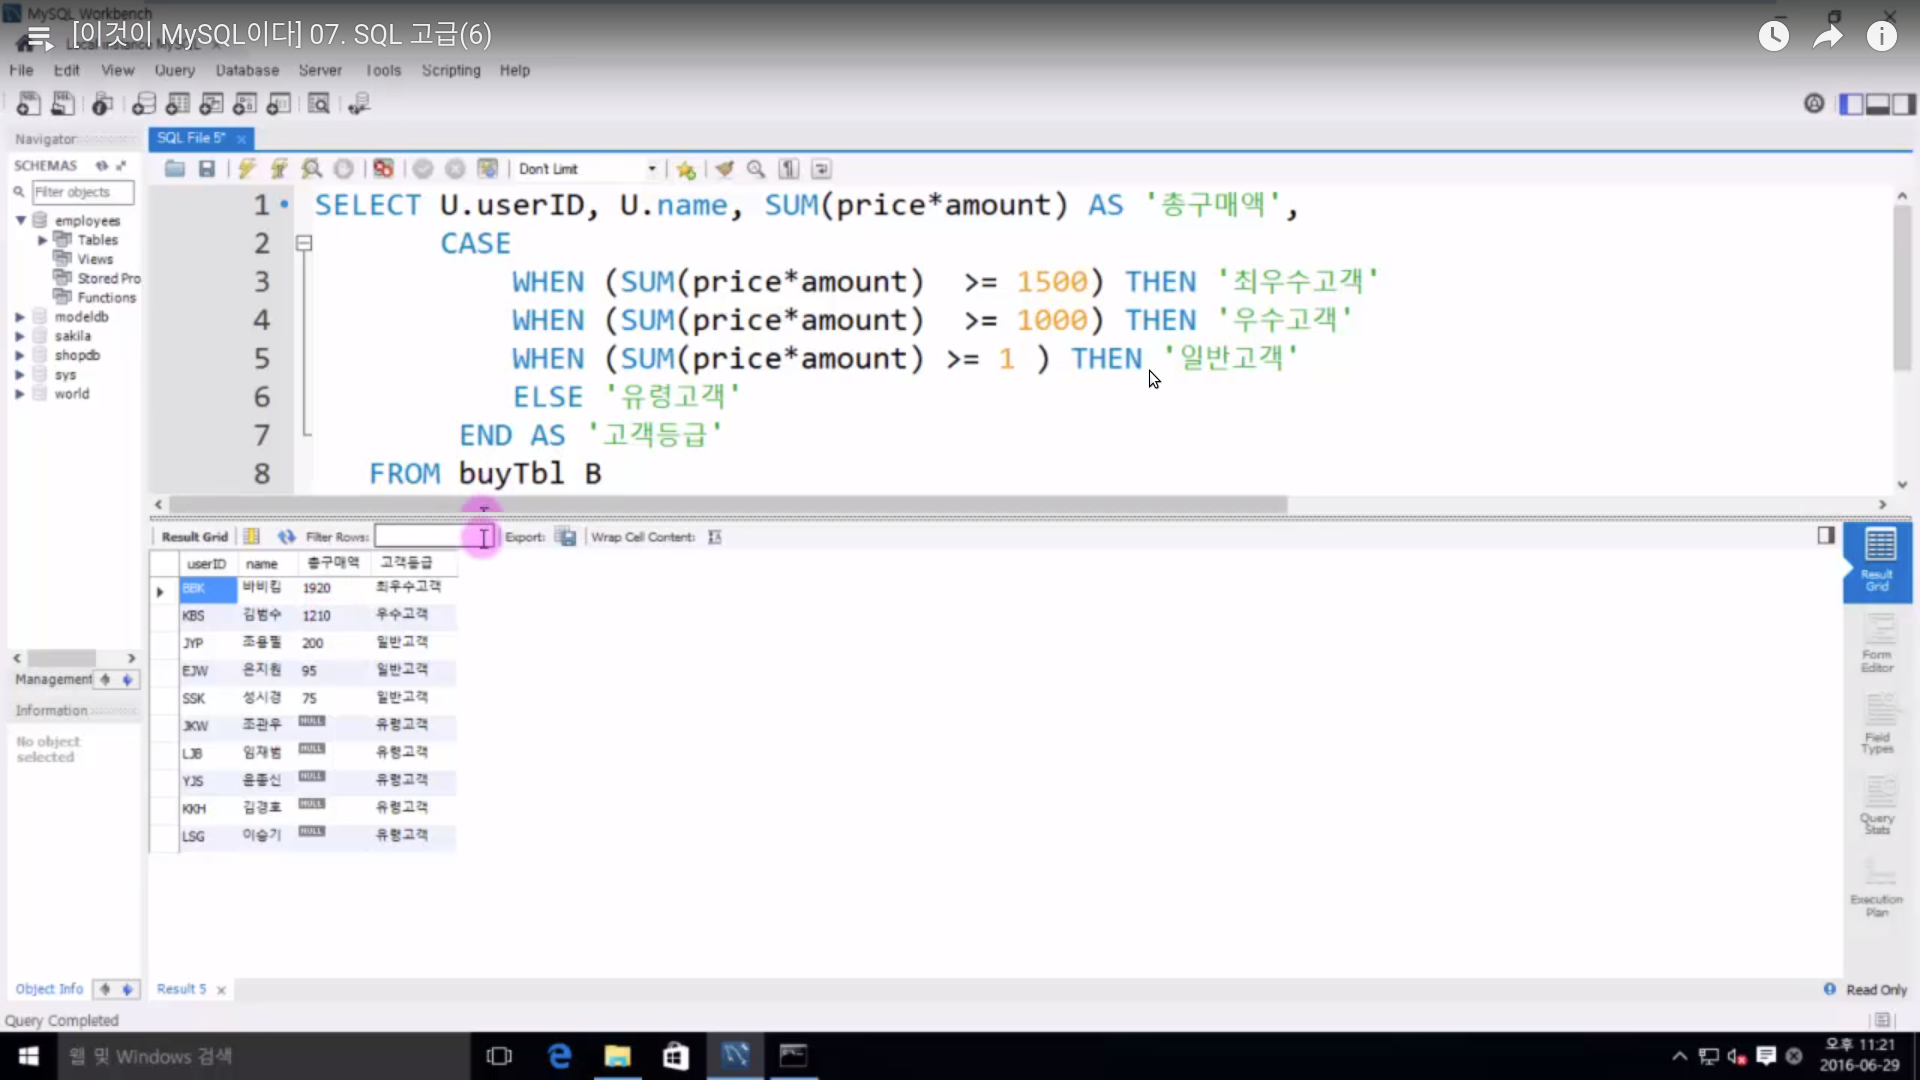 MySQL Workbench
[이것이 MySQL이다] 07. SQL 고급(6)
File Edit View Query Database Server Tools Scripting Help
Navigator
SQL File 5*
SCHEMAS
Don't Limit
Filter objects
employees
Tables
Views
Stored Pro
Functions
modeldb
sakila
shopdb
sys
world
1 SELECT U.userID, U.name, SUM(price*amount) AS '총구매액',
2 CASE
3 WHEN (SUM(price*amount) >= 1500) THEN '최우수고객'
4 WHEN (SUM(price*amount) >= 1000) THEN '우수고객'
5 WHEN (SUM(price*amount) >= 1 ) THEN '일반고객'
6 ELSE '유령고객'
7 END AS '고객등급'
8 FROM buyTbl B
Result Grid Filter Rows: Export: Wrap Cell Content:
userID name 총구매액 고객등급
BBK 바비킴 1920 최우수고객
KBS 김범수 1210 우수고객
JYP 조용필 200 일반고객
EJW 은지원 95 일반고객
SSK 성시경 75 일반고객
JKW 조관우 NULL 유령고객
LJB 임재범 NULL 유령고객
YJS 윤종신 NULL 유령고객
KKH 김경호 NULL 유령고객
LSG 이승기 NULL 유령고객
Result
Grid
Form
Editor
Field
Types
Query
Stats
Execution
Plan
Management
Information
No object
selected
Object Info
Result 5
Read Only
Query Completed
웹 및 Windows 검색
오후 11:21
2016-06-29